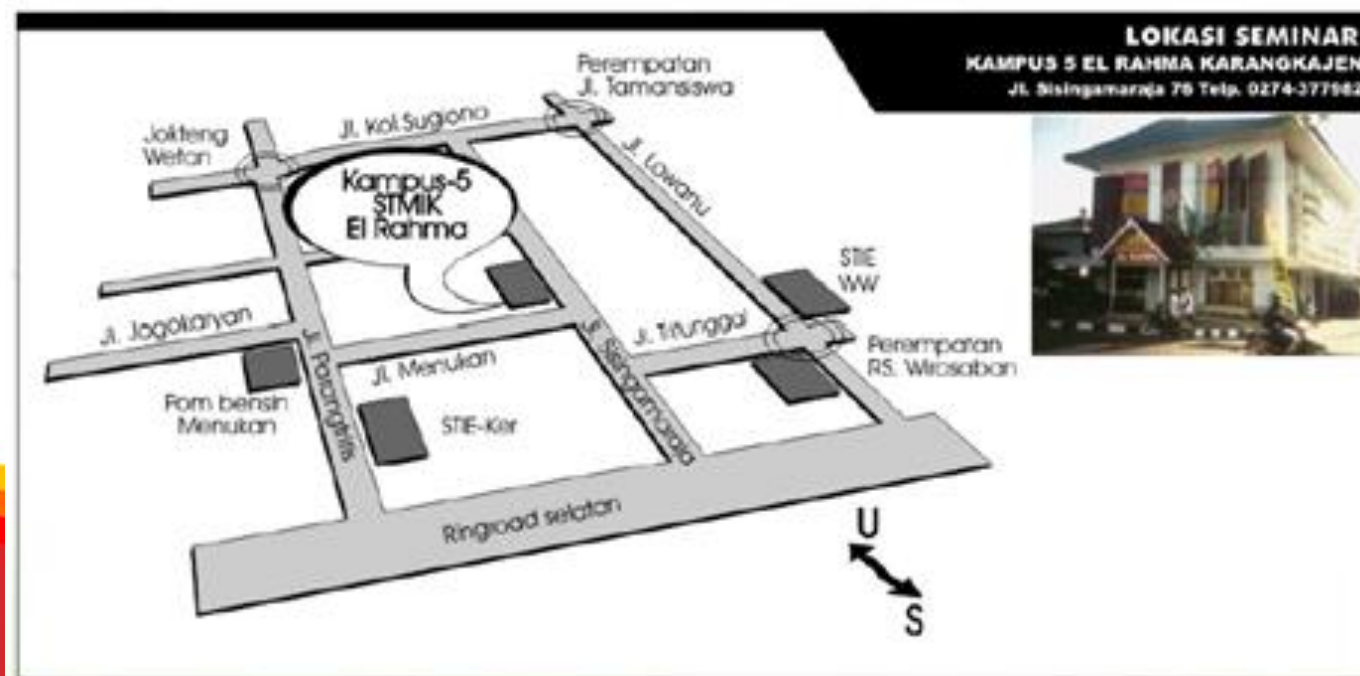 LOKASI SEMINAR
KAMPUS 5 EL RAHMA KARANGKAJEN
Jl. Sisingamaraja 76 Telp. 0274-377982
Perempatan
Jl. Tamansiswa
Jokteng
Wetan
Jl. Kol. Sugiono
Jl. Lowanu
Kampus-5
STMIK
El Rahma
STIE
WW
Jl. Jogokaryan
Jl. Parangtritis
Jl. Menukan
Jl. Sisingamaraja
Jl. Tritunggal
Perempatan
RS. Wirosaban
Pom bensin
Menukan
STIE-Ker
Ringroad selatan
U
S